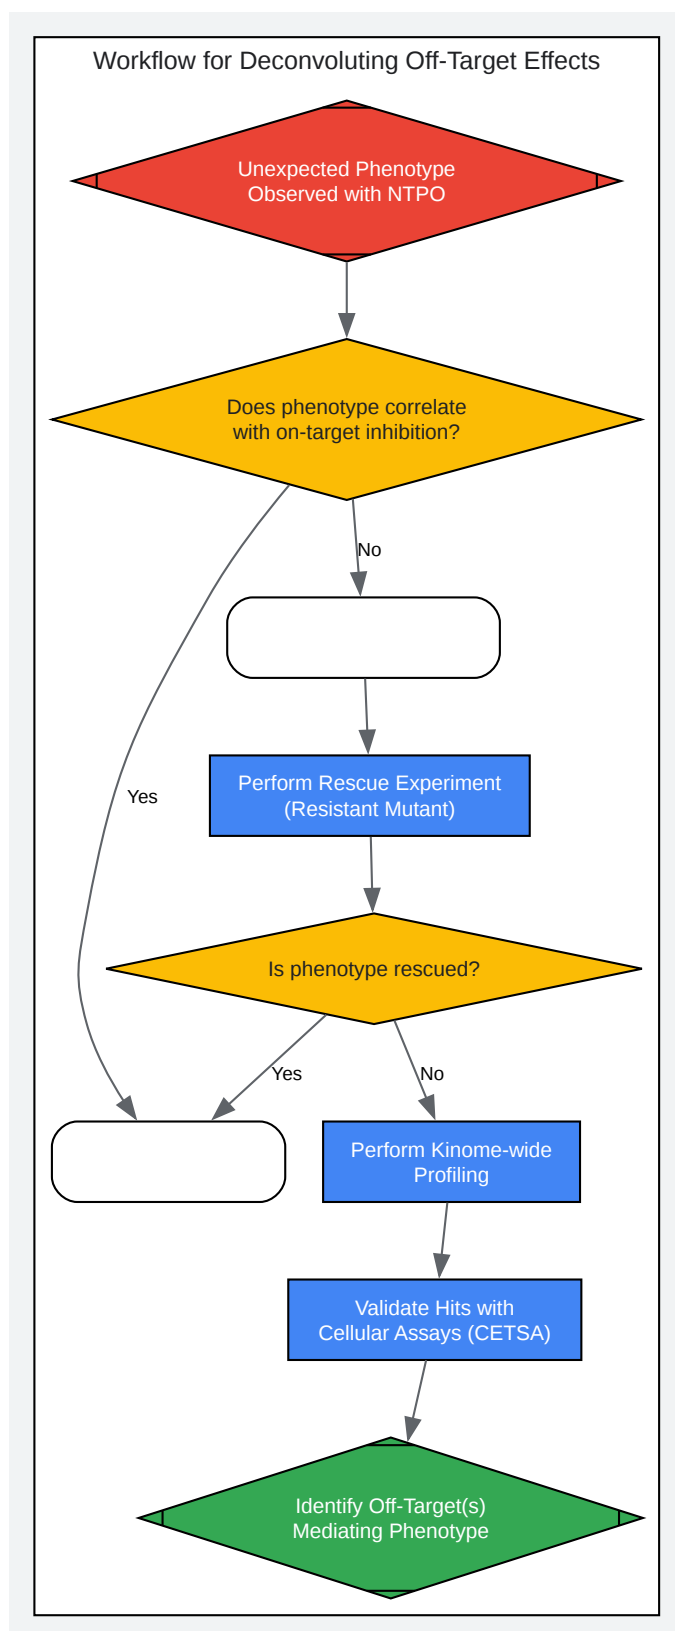 Workflow for Deconvoluting Off-Target Effects
Unexpected Phenotype
Observed with NTPO
Does phenotype correlate
with on-target inhibition?
No
Perform Rescue Experiment
(Resistant Mutant)
Yes
Is phenotype rescued?
Yes
No
Perform Kinome-wide
Profiling
Validate Hits with
Cellular Assays (CETSA)
Identify Off-Target(s)
Mediating Phenotype